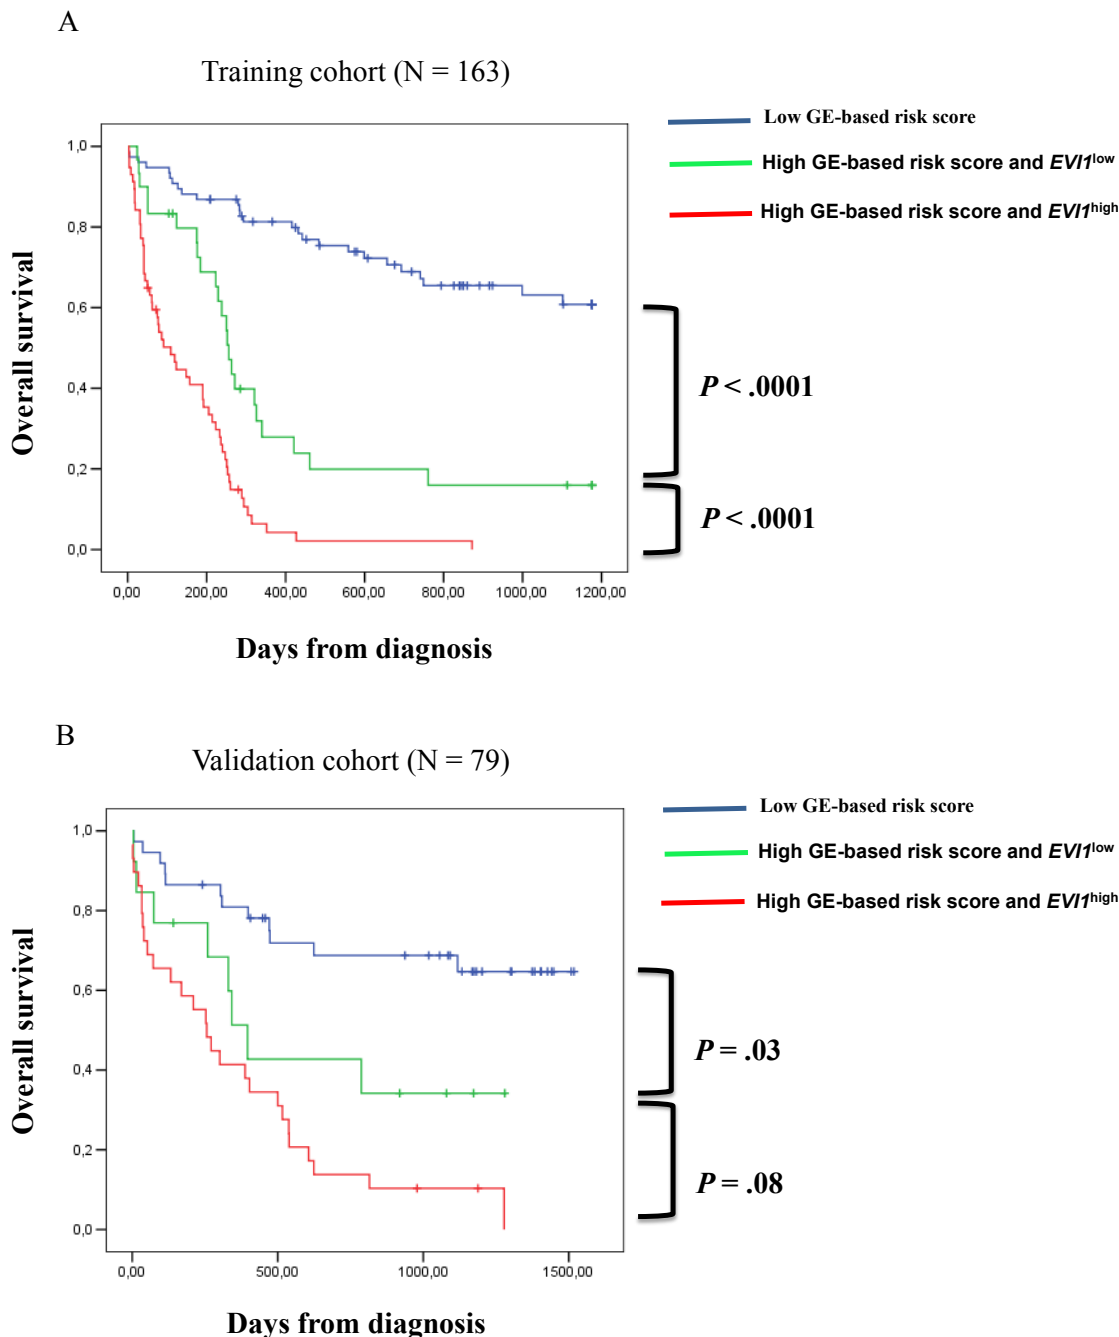 A
Training cohort (N = 163)
Low GE-based risk score
High GE-based risk score and EVI1low
High GE-based risk score and EVI1high
1,0
0,8
0,6
0,4
0,2
0,0
Overall survival
P < .0001
P < .0001
0,00 200,00 400,00 600,00 800,00 1000,00 1200,00
Days from diagnosis
B
Validation cohort (N = 79)
Low GE-based risk score
High GE-based risk score and EVI1low
High GE-based risk score and EVI1high
1,0
0,8
0,6
0,4
0,2
0,0
Overall survival
P = .03
P = .08
0,00 500,00 1000,00 1500,00
Days from diagnosis